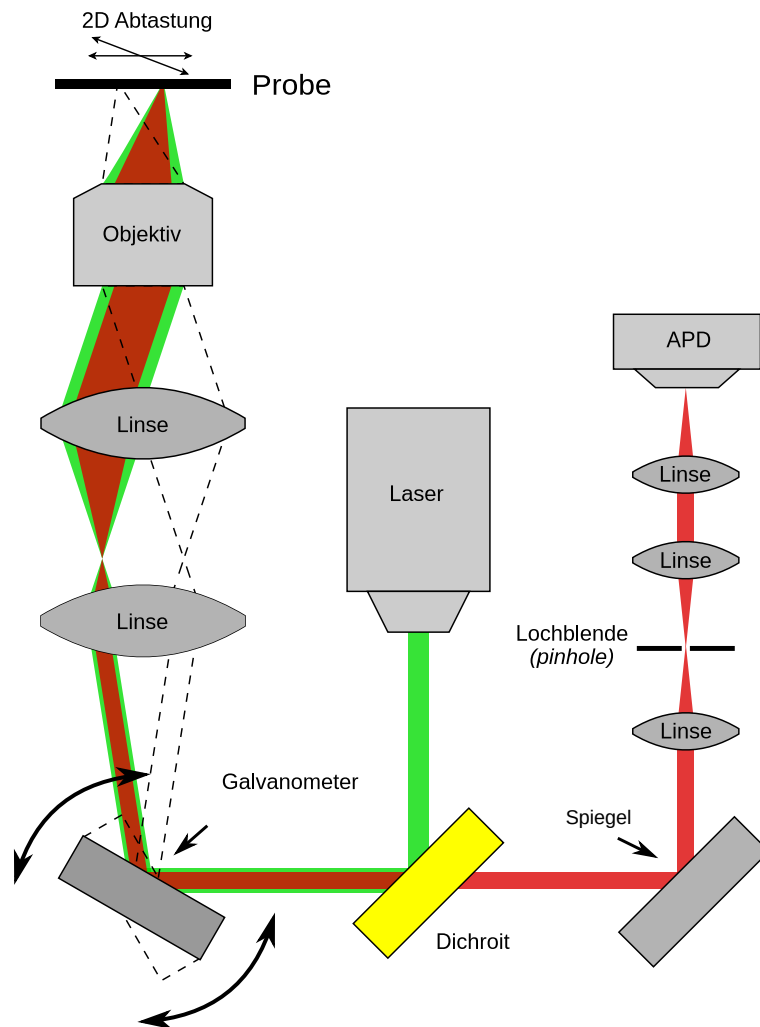 2D Abtastung
Probe
Objektiv
APD
Linse
Linse
Laser
Linse
Linse
Lochblende
(pinhole)
Linse
Galvanometer
Spiegel
Dichroit